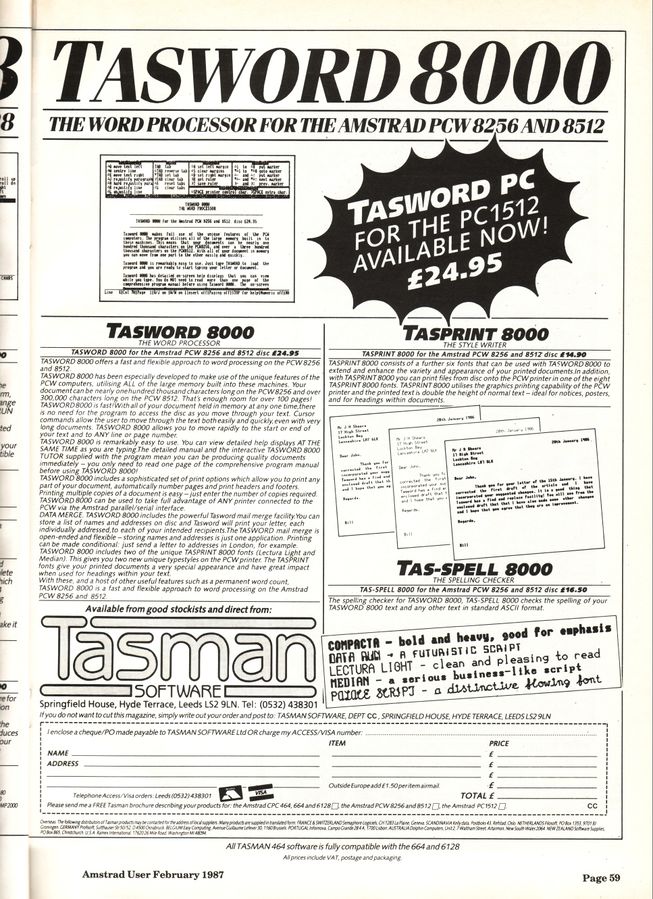 TASWORD 8000
THE WORD PROCESSOR FOR THE AMSTRAD PCW 8256 AND 8512
TASWORD PC
FOR THE PC1512
AVAILABLE NOW!
£24.95
TASWORD 8000
THE WORD PROCESSOR
TASWORD 8000 for the Amstrad PCW 8256 and 8512 disc £24.95
TASWORD 8000 offers a fast and flexible approach to word processing on the PCW 8256
and 8512.
TASWORD 8000 has been especially developed to make use of the unique features of the
PCW computers, utilising ALL of the large memory built into these machines. Your
document can be nearly one hundred thousand characters long on the PCW 8256 and over
300,000 characters long on the PCW 8512. That's enough room for over 100 pages!
TASWORD 8000 is fast! With all of your document held in memory at any one time, there
is no need for the program to access the disc as you move through your text. Cursor
commands allow the user to move through the text both easily and quickly, even with very
long documents. TASWORD 8000 allows you to move rapidly to the start or end of
your text and to ANY line or page number.
TASWORD 8000 is remarkably easy to use. You can view detailed help displays AT THE
SAME TIME as you are typing. The detailed manual and the interactive TASWORD 8000
TUTOR supplied with the program mean you can be producing quality documents
immediately – you only need to read one page of the comprehensive program manual
before using TASWORD 8000!
TASWORD 8000 includes a sophisticated set of print options which allow you to print any
part of your document, automatically number pages and print headers and footers.
Printing multiple copies of a document is easy – just enter the number of copies required.
TASWORD 8000 can be used to take full advantage of ANY printer connected to the
PCW via the Amstrad parallel/serial interface.
DATA MERGE. TASWORD 8000 includes the powerful Tasword mail merge facility. You can
store a list of names and addresses on disc and Tasword will print your letter, each
individually addressed, to each of your intended recipients. The TASWORD mail merge is
open-ended and flexible – storing names and addresses is just one application. Printing
can be made conditional: just send a letter to addresses in London, for example.
TASWORD 8000 includes two of the unique TASPRINT 8000 fonts (Lectura Light and
Median). This gives you two new unique typestyles on the PCW printer. The TASPRINT
fonts give your printed documents a very special appearance and have great impact
when used for headings within your text.
With these, and a host of other useful features such as a permanent word count,
TASWORD 8000 is a fast and flexible approach to word processing on the Amstrad
PCW 8256 and 8512.
TASPRINT 8000
THE STYLE WRITER
TASPRINT 8000 for the Amstrad PCW 8256 and 8512 disc £14.90
TASPRINT 8000 consists of a further six fonts that can be used with TASWORD 8000 to
extend and enhance the variety and appearance of your printed documents. In addition,
with TASPRINT 8000 you can print files from disc onto the PCW printer in one of the eight
TASPRINT 8000 fonts. TASPRINT 8000 utilises the graphics printing capability of the PCW
printer and the printed text is double the height of normal text – ideal for notices, posters,
and for headings within documents.
28th January, 1986
Mr J H Shears
17 High Street
Lockton Bay
Lancashire LR7 6LR
Dear John,
Regards,
Bill
TAS-SPELL 8000
THE SPELLING CHECKER
TAS-SPELL 8000 for the Amstrad PCW 8256 and 8512 disc £16.50
The spelling checker for TASWORD 8000, TAS-SPELL 8000 checks the spelling of your
TASWORD 8000 text and any other text in standard ASCII format.
COMPACTA - bold and heavy, good for emphasis
DATA RUN - A FUTURISTIC SCRIPT
LECTURA LIGHT - clean and pleasing to read
MEDIAN - a serious business-like script
PALACE SCRIPT - a distinctive flowing font
Available from good stockists and direct from:
Tasman
SOFTWARE
Springfield House, Hyde Terrace, Leeds LS2 9LN. Tel: (0532) 438301
If you do not want to cut this magazine, simply write out your order and post to: TASMAN SOFTWARE, DEPT CC, SPRINGFIELD HOUSE, HYDE TERRACE, LEEDS LS2 9LN
I enclose a cheque/PO made payable to TASMAN SOFTWARE Ltd OR charge my ACCESS/VISA number:
ITEM PRICE
NAME £
ADDRESS £
£
£
Outside Europe add £1.50 per item airmail. £
Telephone Access/Visa orders: Leeds (0532) 438301 VISA TOTAL £
Please send me a FREE Tasman brochure describing your products for: the Amstrad CPC 464, 664 and 6128, the Amstrad PCW 8256 and 8512, the Amstrad PC1512 CC
All TASMAN 464 software is fully compatible with the 664 and 6128
All prices include VAT, postage and packaging.
Amstrad User February 1987 Page 59